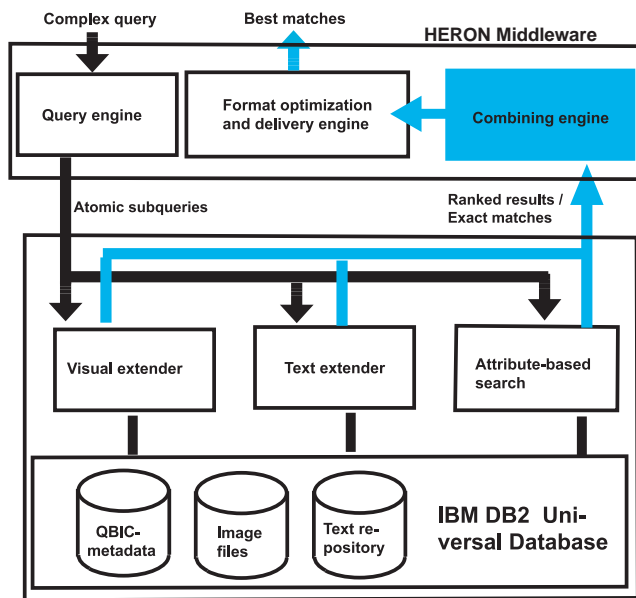 Complex query
Best matches
HERON Middleware
Query engine
Format optimization
and delivery engine
Combining engine
Atomic subqueries
Ranked results /
Exact matches
Visual extender
Text extender
Attribute-based
search
QBIC-
metadata
Image
files
Text re-
pository
IBM DB2 Uni-
versal Database